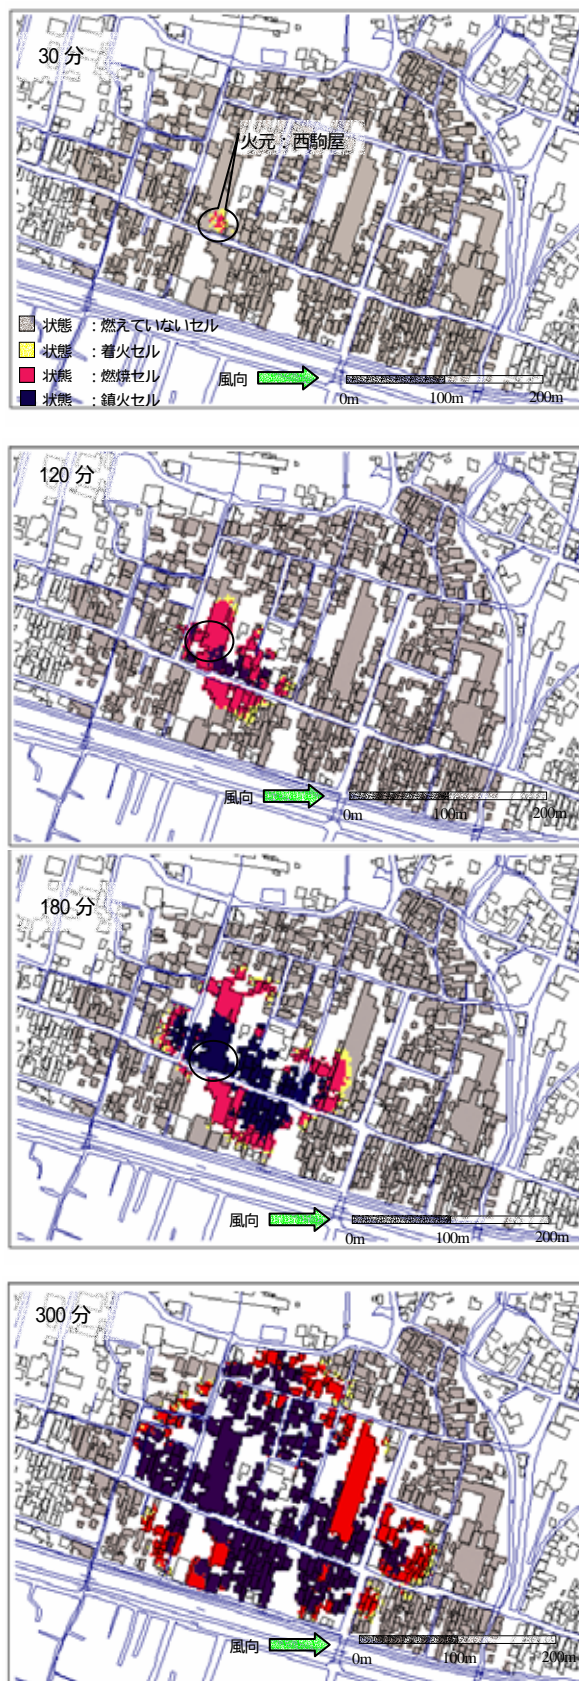 30 分
火元：西駒屋
状態　：燃えていないセル
状態　：着火セル
状態　：燃焼セル
状態　：鎮火セル
風向
0m 100m 200m
120 分
風向
0m 100m 200m
180 分
風向
0m 100m 200m
300 分
風向
0m 100m 200m